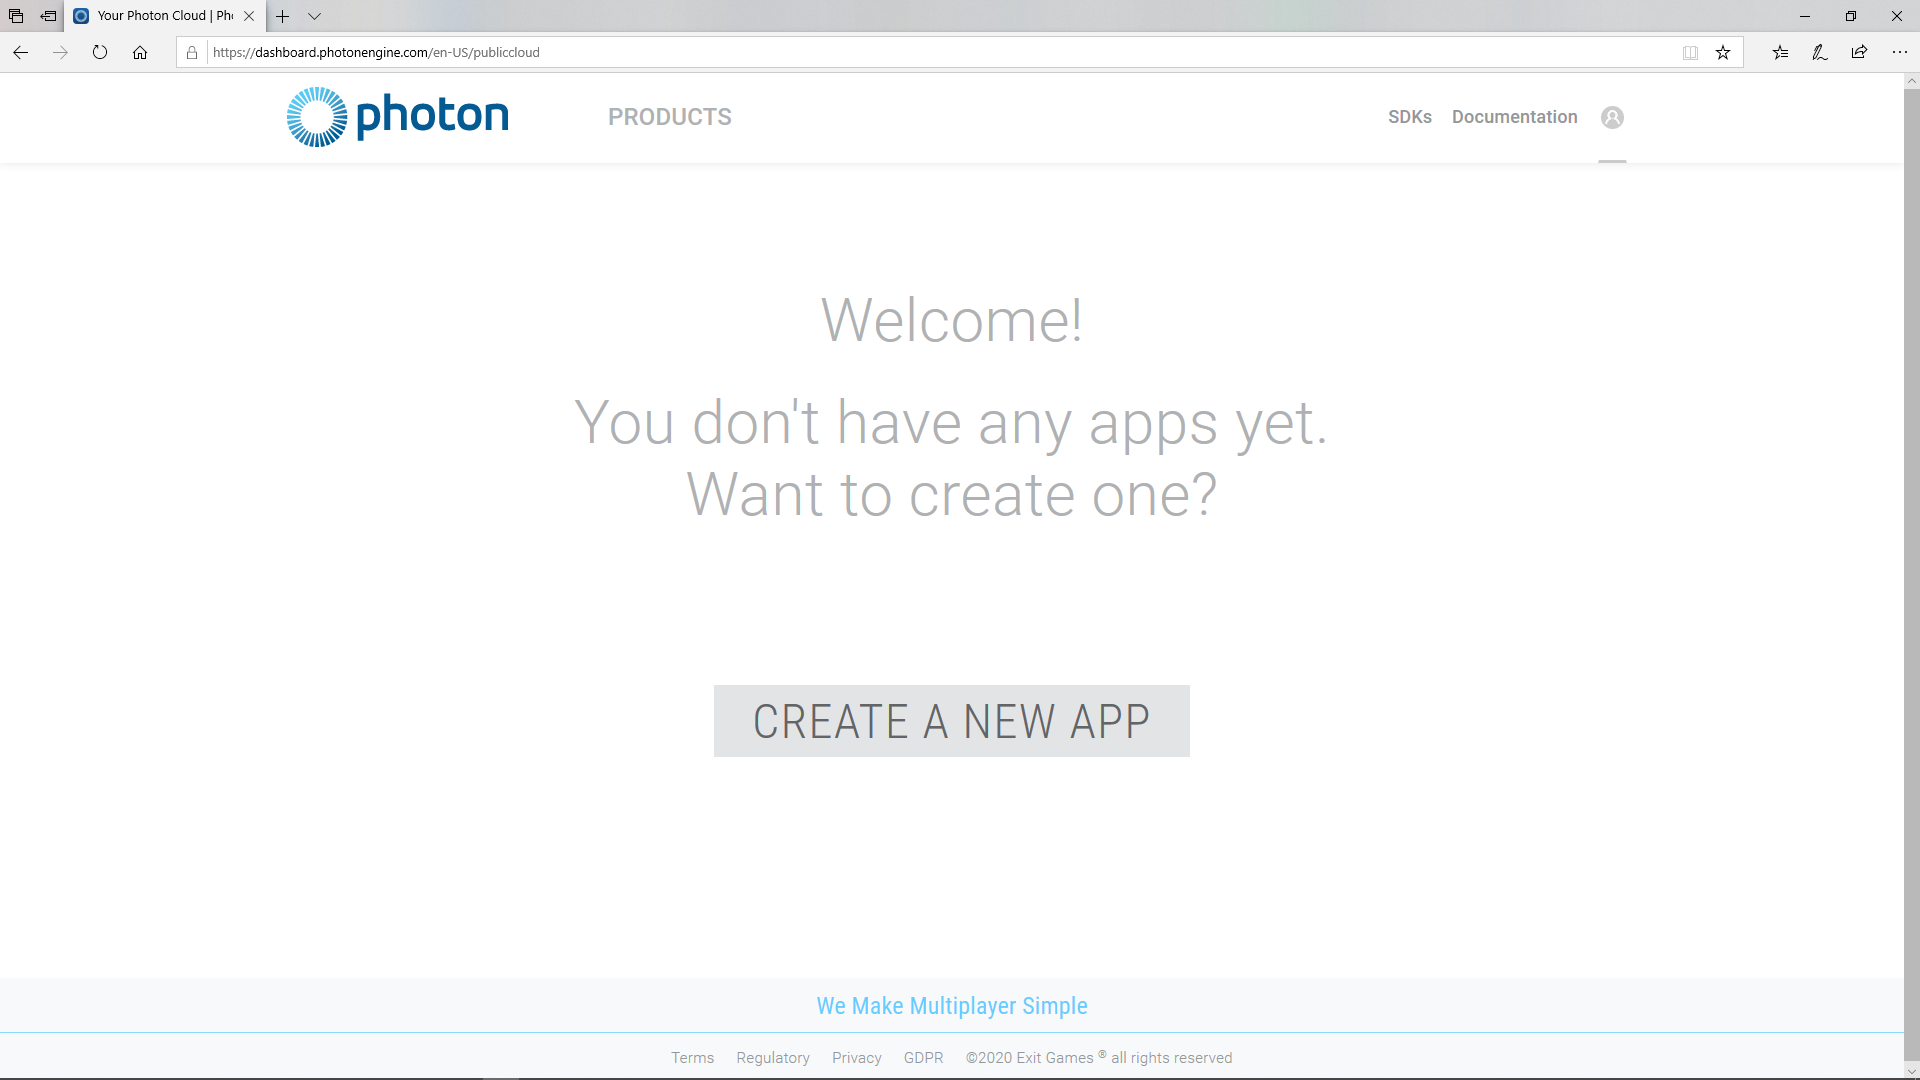 Your Photon Cloud | Ph
https://dashboard.photonengine.com/en-US/publiccloud
photon
PRODUCTS
SDKs
Documentation
Welcome!
You don't have any apps yet.
Want to create one?
CREATE A NEW APP
We Make Multiplayer Simple
Terms Regulatory Privacy GDPR ©2020 Exit Games ® all rights reserved